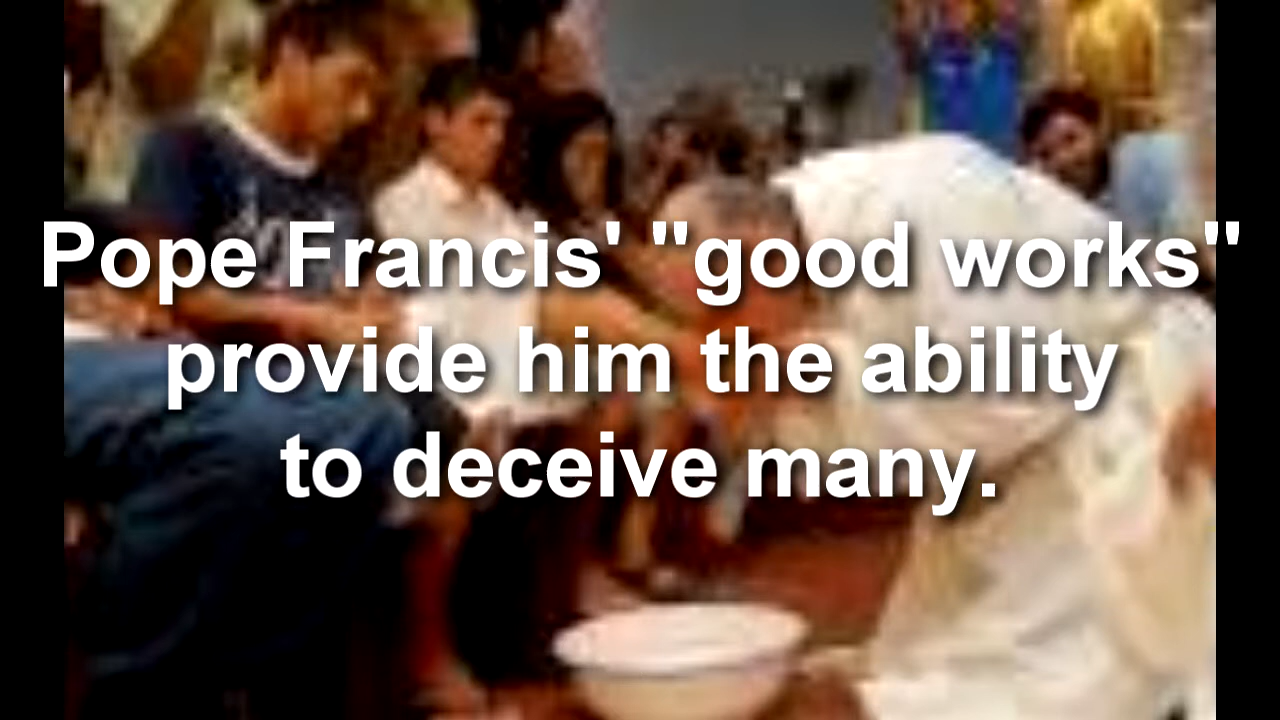 Pope Francis' "good works"
provide him the ability
to deceive many.